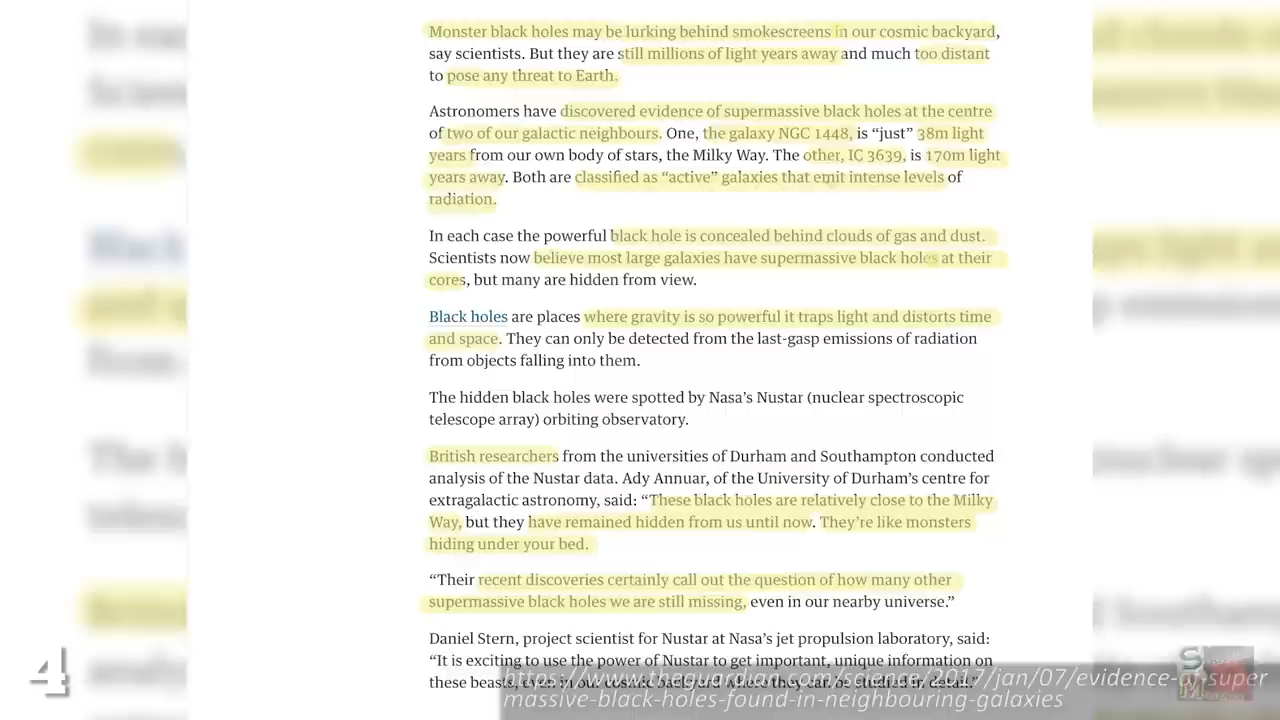 Monster black holes may be lurking behind smokescreens in our cosmic backyard,
say scientists. But they are still millions of light years away and much too distant
to pose any threat to Earth.
Astronomers have discovered evidence of supermassive black holes at the centre
of two of our galactic neighbours. One, the galaxy NGC 1448, is “just” 38m light
years from our own body of stars, the Milky Way. The other, IC 3639, is 170m light
years away. Both are classified as “active” galaxies that emit intense levels of
radiation.
In each case the powerful black hole is concealed behind clouds of gas and dust.
Scientists now believe most large galaxies have supermassive black holes at their
cores, but many are hidden from view.
Black holes are places where gravity is so powerful it traps light and distorts time
and space. They can only be detected from the last-gasp emissions of radiation
from objects falling into them.
The hidden black holes were spotted by Nasa’s Nustar (nuclear spectroscopic
telescope array) orbiting observatory.
British researchers from the universities of Durham and Southampton conducted
analysis of the Nustar data. Ady Annuar, of the University of Durham’s centre for
extragalactic astronomy, said: “These black holes are relatively close to the Milky
Way, but they have remained hidden from us until now. They’re like monsters
hiding under your bed.
“Their recent discoveries certainly call out the question of how many other
supermassive black holes we are still missing, even in our nearby universe.”
Daniel Stern, project scientist for Nustar at Nasa’s jet propulsion laboratory, said:
“It is exciting to use the power of Nustar to get important, unique information on
these beasts, even in our cosmic backyard where they can be studied in detail.”
4
https://www.theguardian.com/science/2017/jan/07/evidence-of-super
massive-black-holes-found-in-neighbouring-galaxies